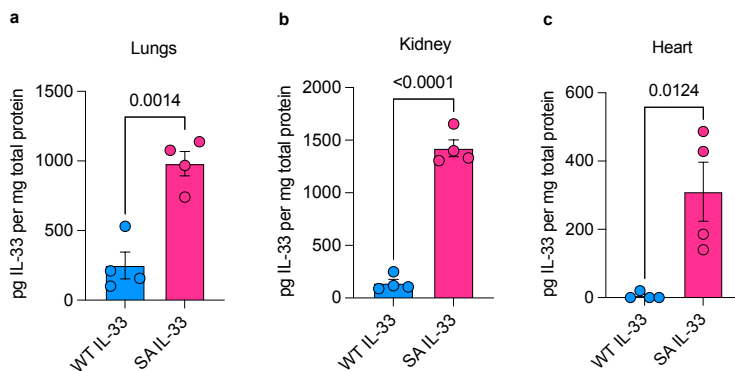 a
Lungs
pg IL-33 per mg total protein
1500
1000
500
0
0.0014
WT IL-33
SA IL-33
b
Kidney
pg IL-33 per mg total protein
2000
1500
1000
500
0
<0.0001
WT IL-33
SA IL-33
c
Heart
pg IL-33 per mg total protein
600
400
200
0
0.0124
WT IL-33
SA IL-33